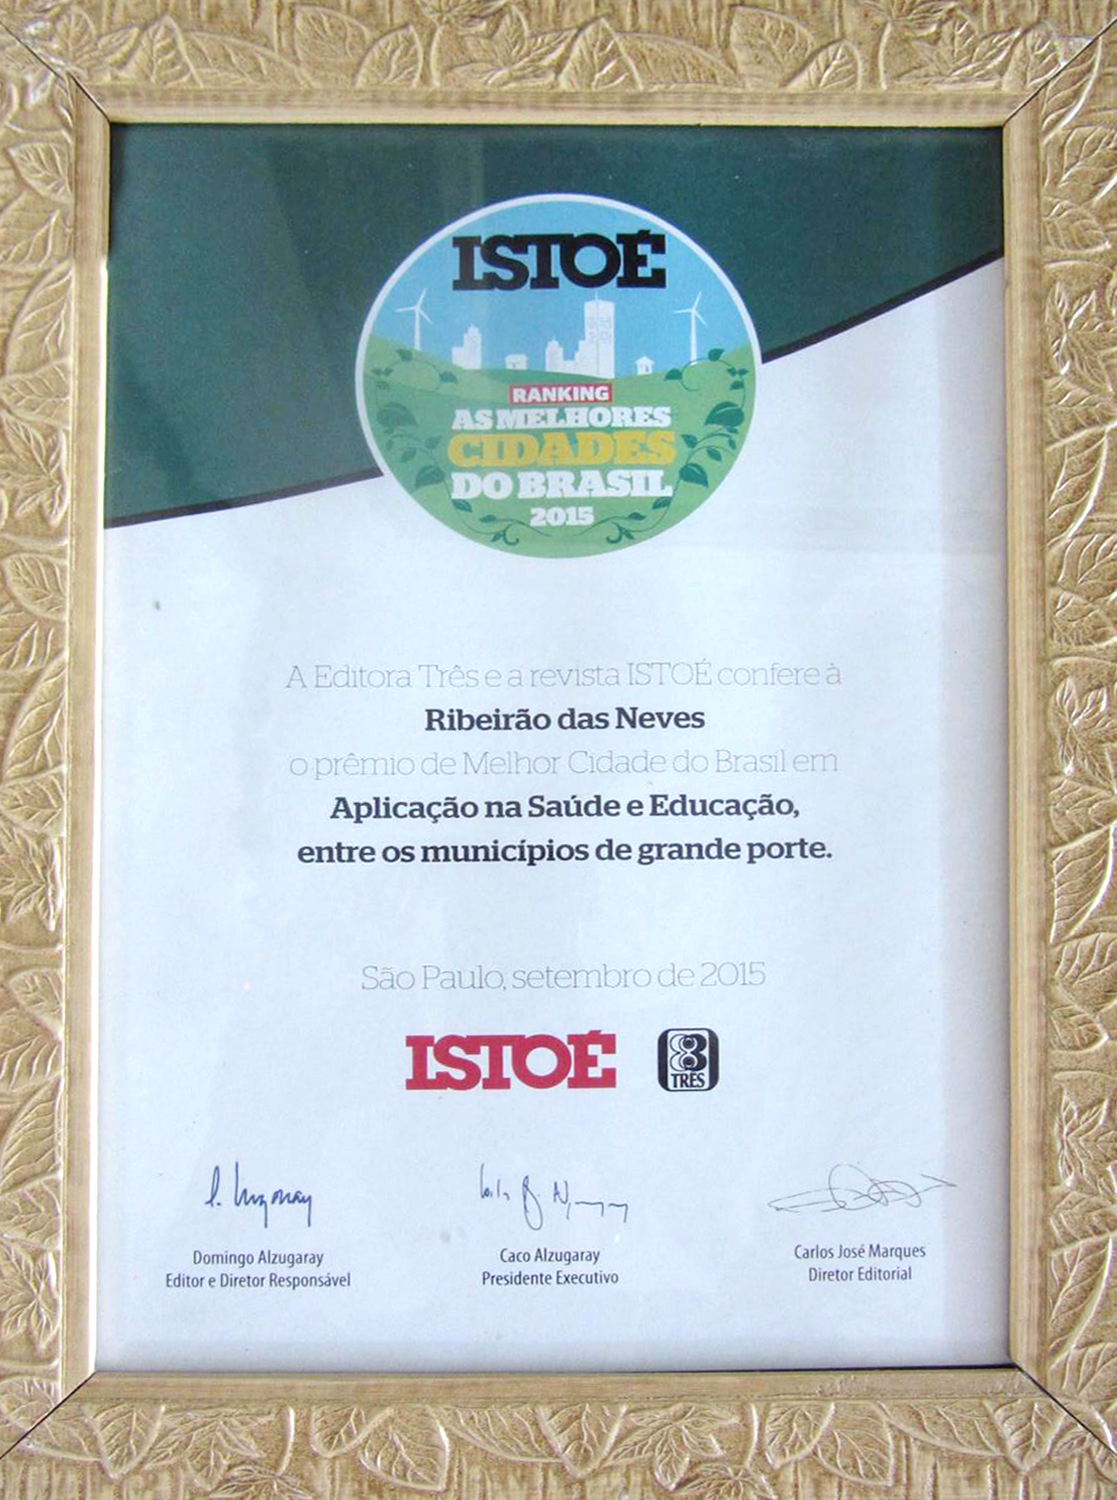 ISTOÉ
RANKING
AS MELHORES
CIDADES
DO BRASIL
2015
A Editora Três e a revista ISTOÉ confere à
Ribeirão das Neves
o prêmio de Melhor Cidade do Brasil em
Aplicação na Saúde e Educação,
entre os municípios de grande porte.
São Paulo, setembro de 2015
ISTOÉ
TRÊS
Domingo Alzugaray
Editor e Diretor Responsável
Caco Alzugaray
Presidente Executivo
Carlos José Marques
Diretor Editorial